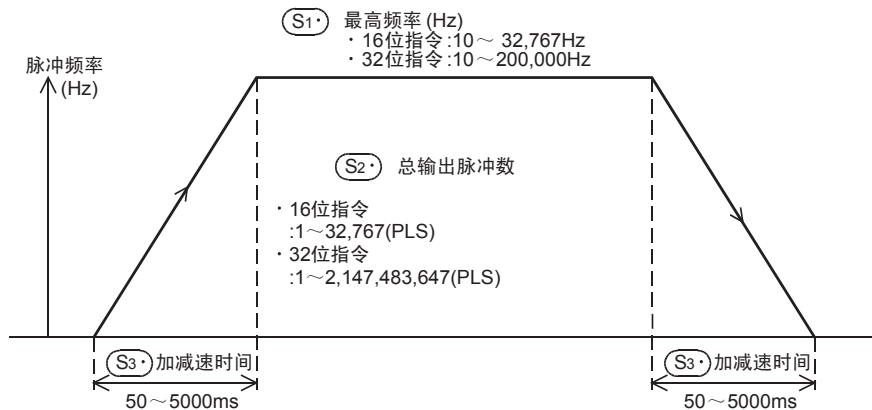 S1· 最高频率 (Hz)
· 16位指令 :10～ 32,767Hz
· 32位指令 :10～200,000Hz
脉冲频率
(Hz)
S2· 总输出脉冲数
· 16位指令
:1～32,767(PLS)
· 32位指令
:1～2,147,483,647(PLS)
S3· 加减速时间
50～5000ms
S3· 加减速时间
50～5000ms